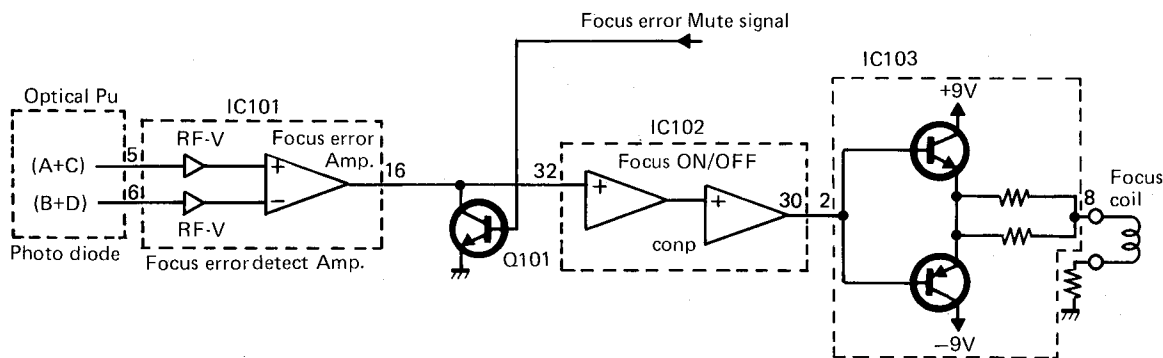 Focus error Mute signal
IC103
+9V
Optical Pu
IC101
RF-V
Focus error
Amp.
IC102
Focus ON/OFF
(A+C)
5
+
16
32
+
+
30
2
8
Focus
coil
(B+D)
6
−
RF-V
conp
Q101
Photo diode
Focus error detect Amp.
−9V